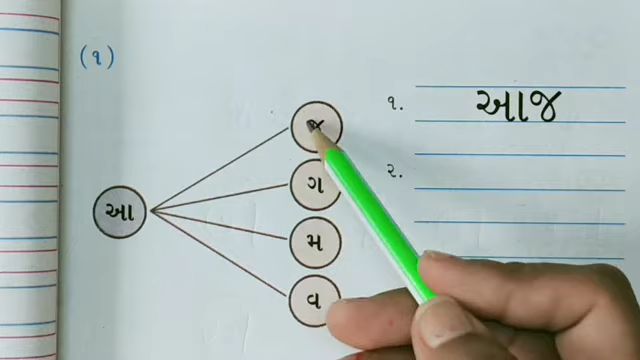 (૧)
૧. આજ
જ
૨.
ગ
આ
મ
વ